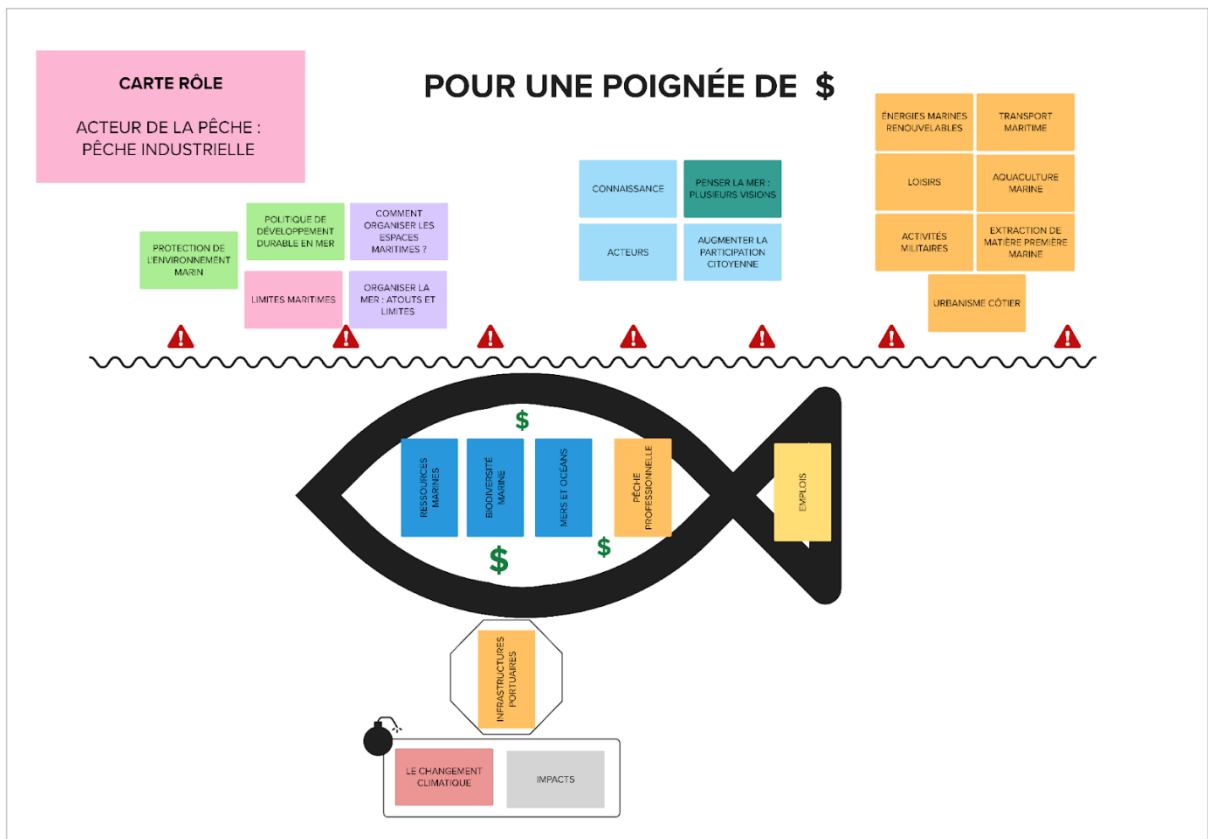 CARTE RÔLE
ACTEUR DE LA PÊCHE :
PÊCHE INDUSTRIELLE
POUR UNE POIGNÉE DE $
PROTECTION DE
L'ENVIRONNEMENT
MARIN
POLITIQUE DE
DÉVELOPPEMENT
DURABLE EN MER
COMMENT
ORGANISER LES
ESPACES
MARITIMES ?
LIMITES MARITIMES
ORGANISER LA
MER : ATOUTS ET
LIMITES
CONNAISSANCE
PENSER LA MER :
PLUSIEURS VISIONS
ACTEURS
AUGMENTER LA
PARTICIPATION
CITOYENNE
ÉNERGIES MARINES
RENOUVELABLES
TRANSPORT
MARITIME
LOISIRS
AQUACULTURE
MARINE
ACTIVITÉS
MILITAIRES
EXTRACTION DE
MATIÈRE PREMIÈRE
MARINE
URBANISME CÔTIER
!
!
!
!
!
!
!
$
RESSOURCES
MARINES
BIODIVERSITÉ
MARINE
MERS ET OCÉANS
PÊCHE
PROFESSIONNELLE
EMPLOIS
$
$
INFRASTRUCTURES
PORTUAIRES
LE CHANGEMENT
CLIMATIQUE
IMPACTS